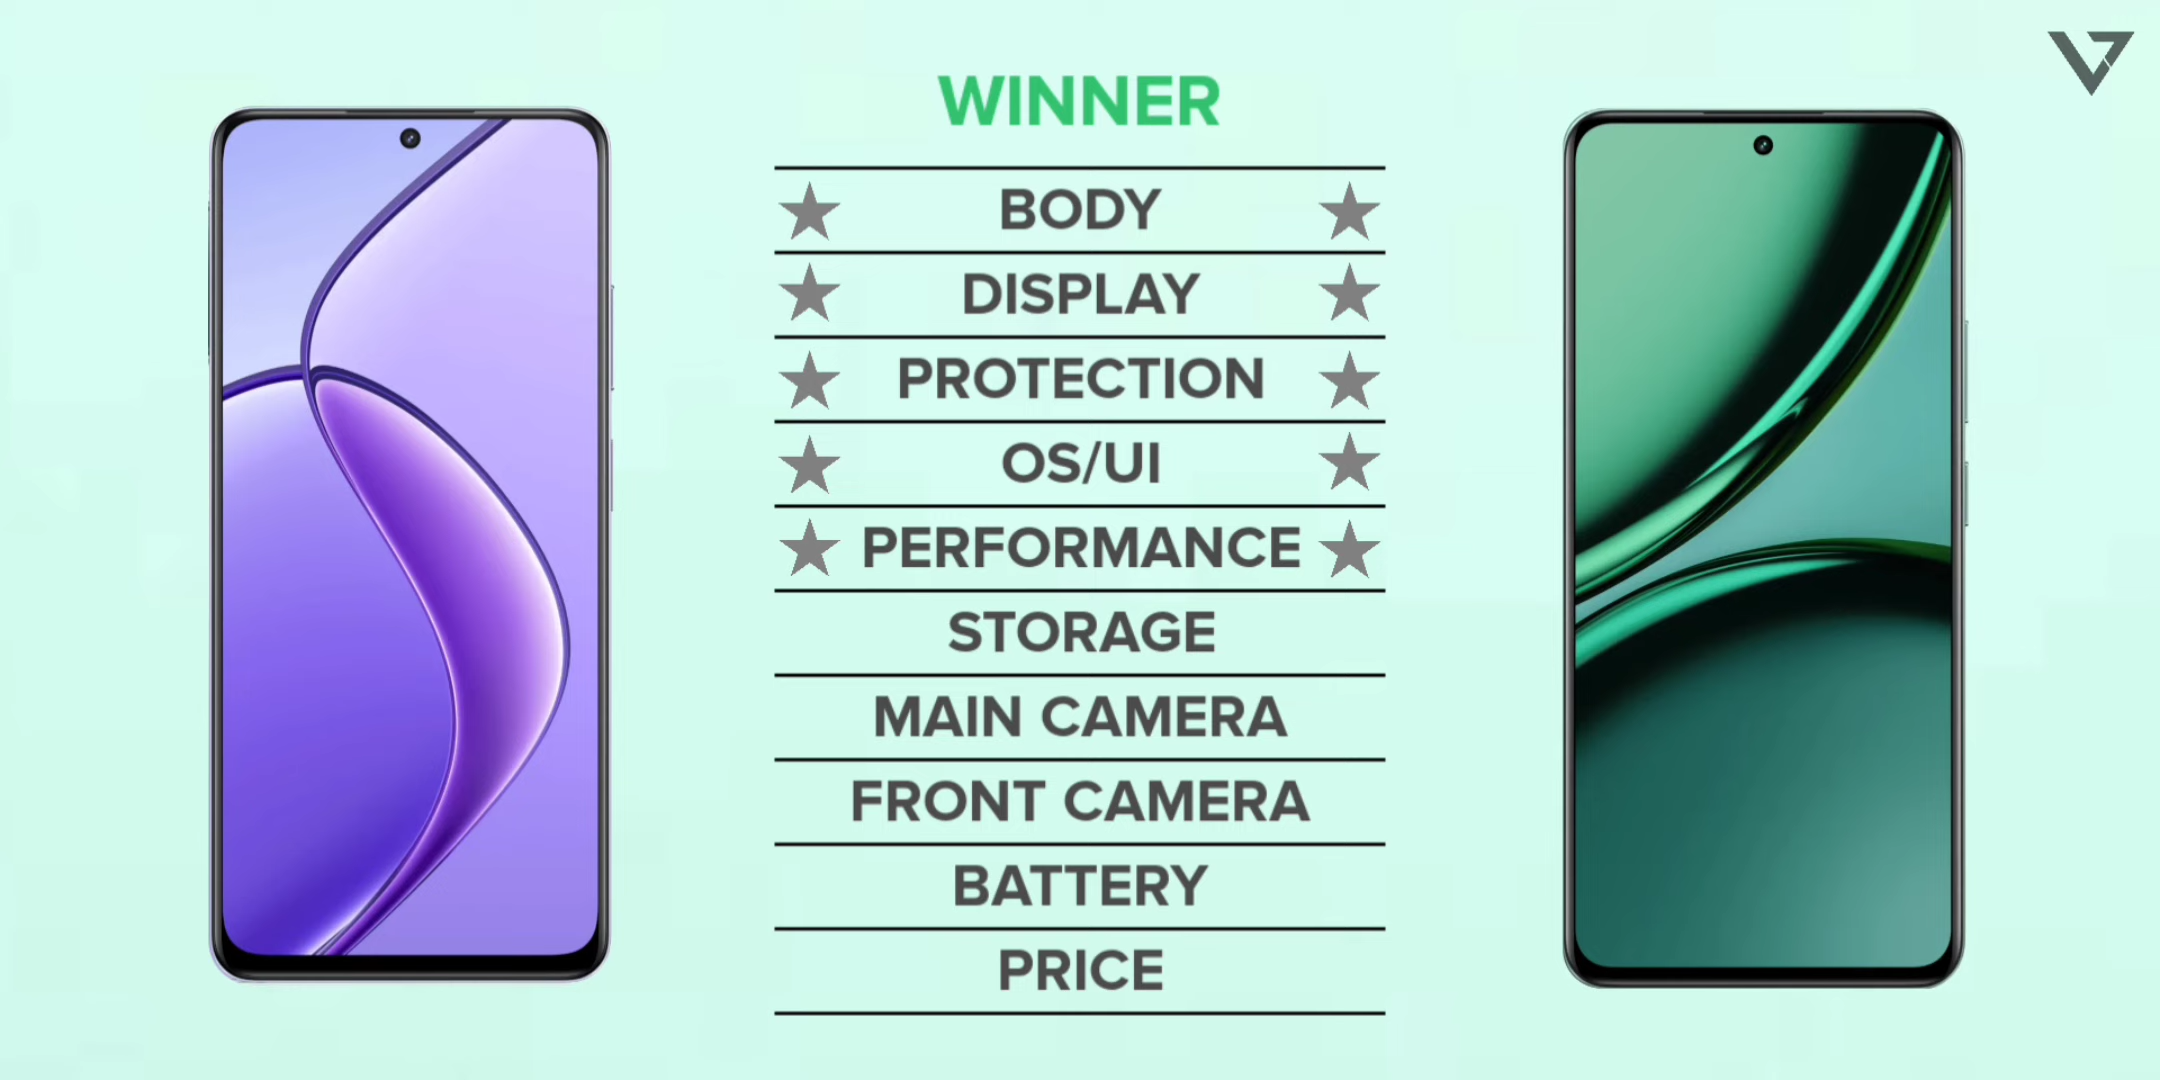 WINNER
BODY
DISPLAY
PROTECTION
OS/UI
PERFORMANCE
STORAGE
MAIN CAMERA
FRONT CAMERA
BATTERY
PRICE